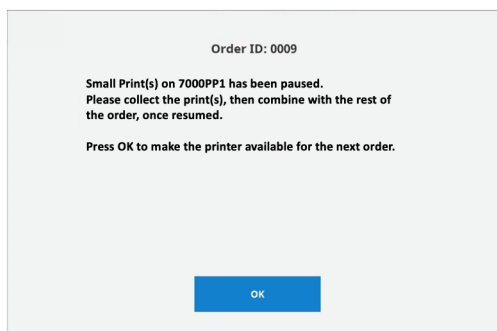 Order ID: 0009
Small Print(s) on 7000PP1 has been paused.
Please collect the print(s), then combine with the rest of
the order, once resumed.
Press OK to make the printer available for the next order.
OK